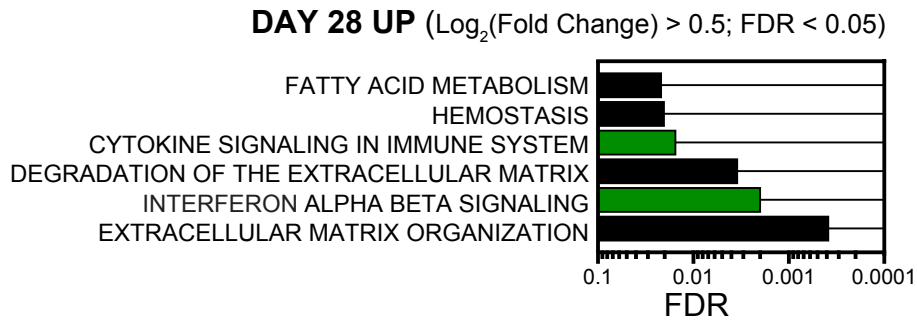 DAY 28 UP (Log2(Fold Change) > 0.5; FDR < 0.05)
FATTY ACID METABOLISM
HEMOSTASIS
CYTOKINE SIGNALING IN IMMUNE SYSTEM
DEGRADATION OF THE EXTRACELLULAR MATRIX
INTERFERON ALPHA BETA SIGNALING
EXTRACELLULAR MATRIX ORGANIZATION
0.1 0.01 0.001 0.0001
FDR